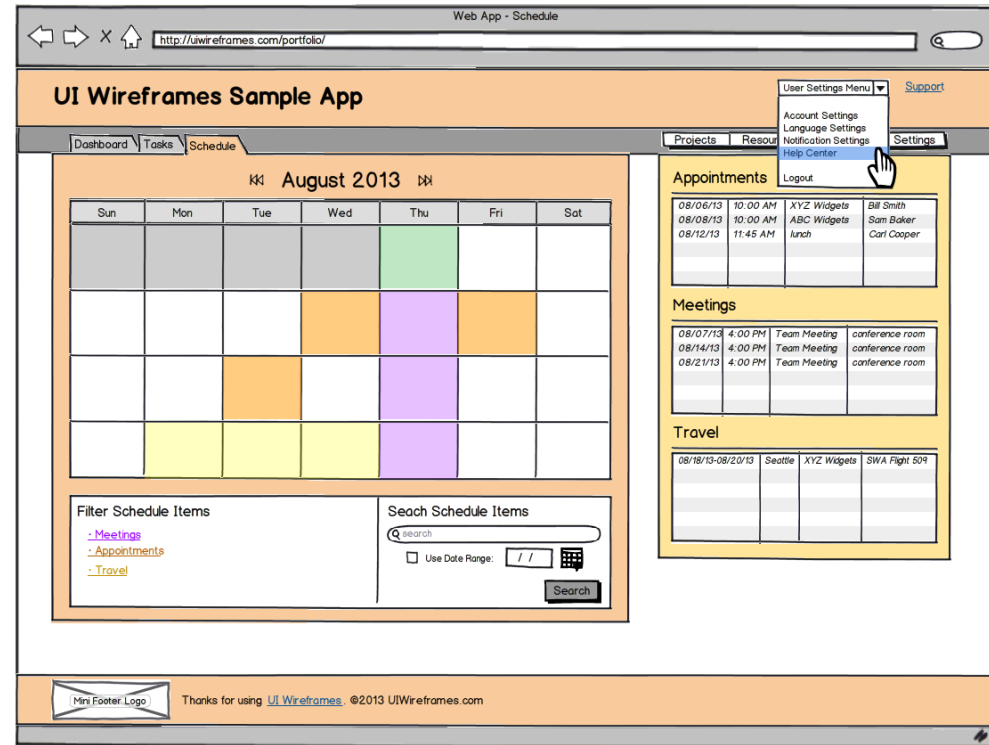 Web App - Schedule
http://uiwireframes.com/portfolio/
UI Wireframes Sample App
User Settings Menu
Support
Account Settings
Language Settings
Notification Settings
Help Center
Logout
Dashboard
Tasks
Schedule
Projects
Resour
Settings
August 2013
Sun Mon Tue Wed Thu Fri Sat
Appointments
08/06/13 10:00 AM XYZ Widgets Bill Smith
08/08/13 10:00 AM ABC Widgets Sam Baker
08/12/13 11:45 AM lunch Carl Cooper
Meetings
08/07/13 4:00 PM Team Meeting conference room
08/14/13 4:00 PM Team Meeting conference room
08/21/13 4:00 PM Team Meeting conference room
Travel
08/18/13-08/20/13 Seattle XYZ Widgets SWA Flight 509
Filter Schedule Items
- Meetings
- Appointments
- Travel
Seach Schedule Items
search
Use Date Range: / /
Search
Mini Footer Logo
Thanks for using UI Wireframes. ©2013 UIWireframes.com